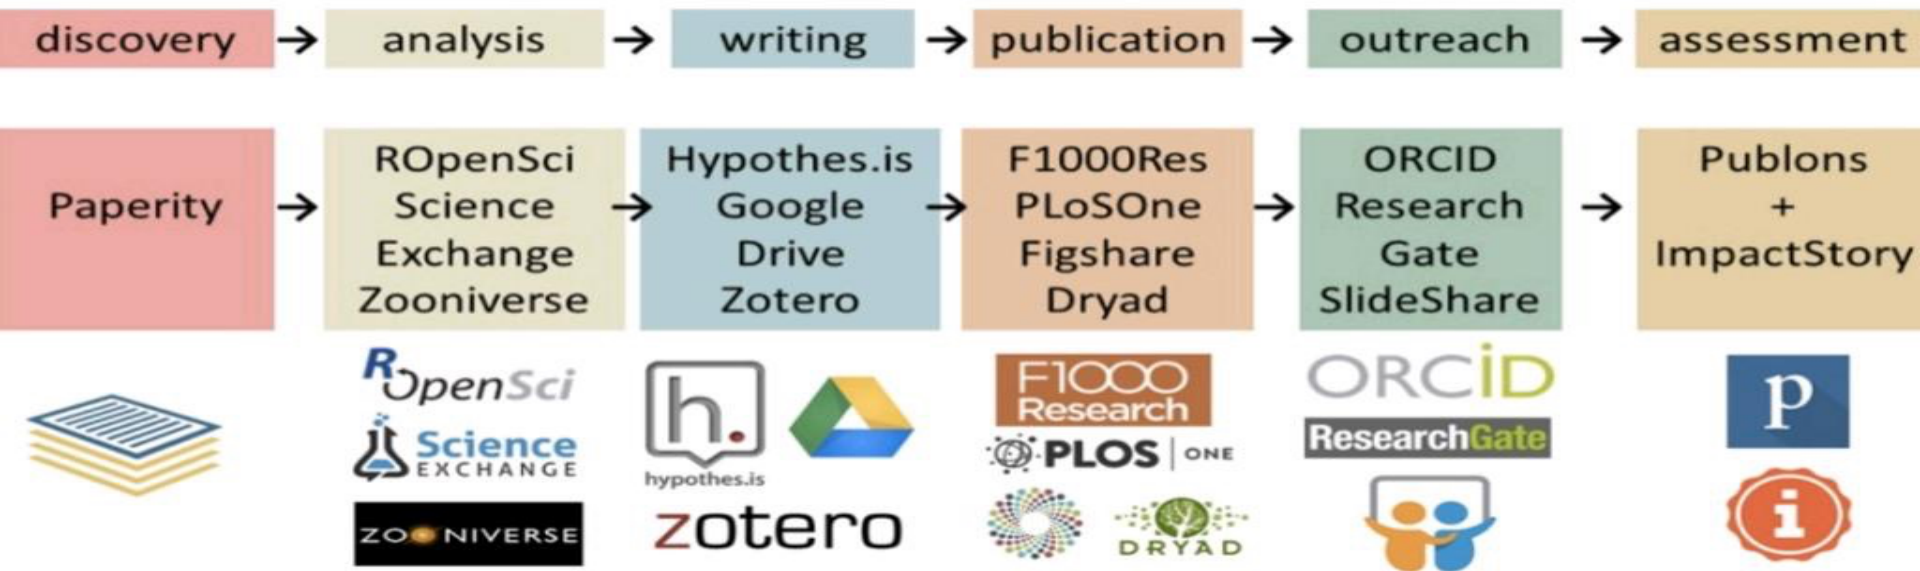 discovery → analysis → writing → publication → outreach → assessment
Paperity
→
ROpenSci
Science
Exchange
Zooniverse
→
Hypothes.is
Google
Drive
Zotero
→
F1000Res
PLoSOne
Figshare
Dryad
→
ORCID
Research
Gate
SlideShare
→
Publons
+
ImpactStory
ROpenSci
Science
EXCHANGE
ZOONIVERSE
h.
hypothes.is
zotero
F1000
Research
PLOS | ONE
DRYAD
ORCiD
ResearchGate
p
i